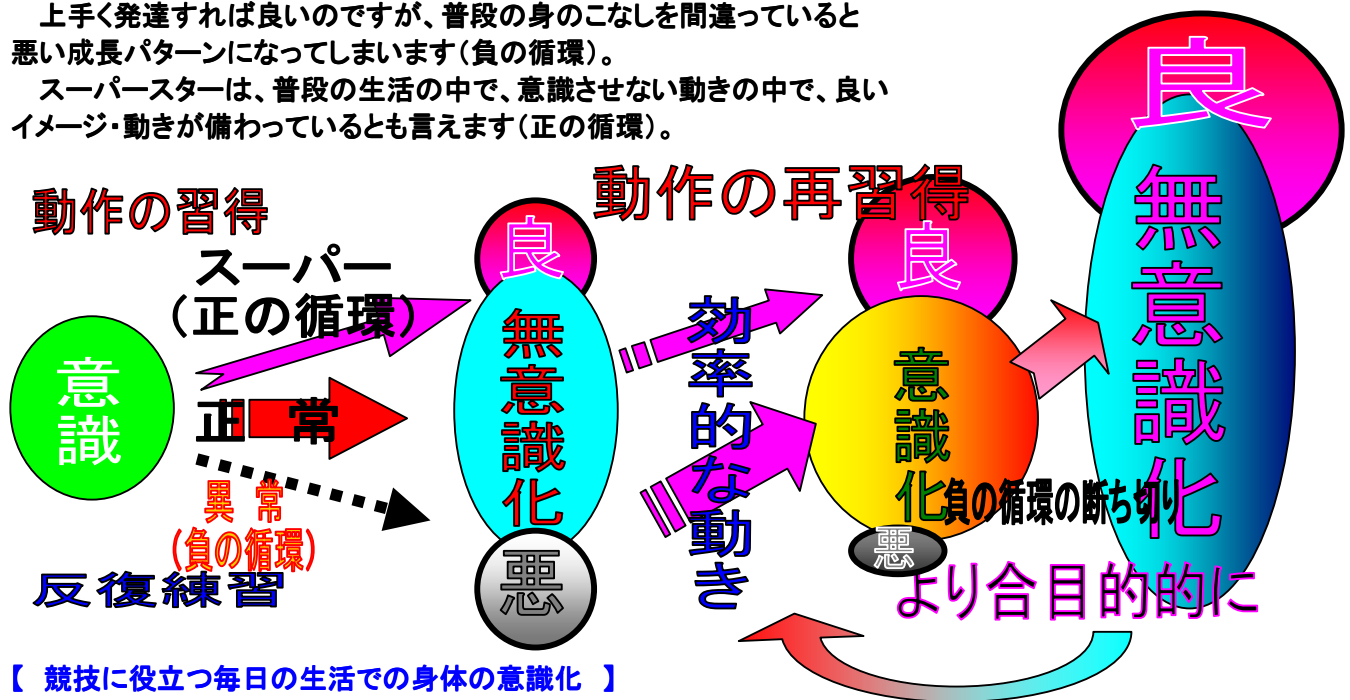 上手く発達すれば良いのですが、普段の身のこなしを間違っていると
悪い成長パターンになってしまいます（負の循環）。
スーパースターは、普段の生活の中で、意識させない動きの中で、良い
イメージ・動きが備わっているとも言えます（正の循環）。
動作の習得
スーパー
（正の循環）
意識
正　常
異　常
（負の循環）
反復練習
良
無意識化
悪
動作の再習得
効率的な動き
良
意識化
悪
負の循環の断ち切り
良
無意識化
より合目的的に
【　競技に役立つ毎日の生活での身体の意識化　】